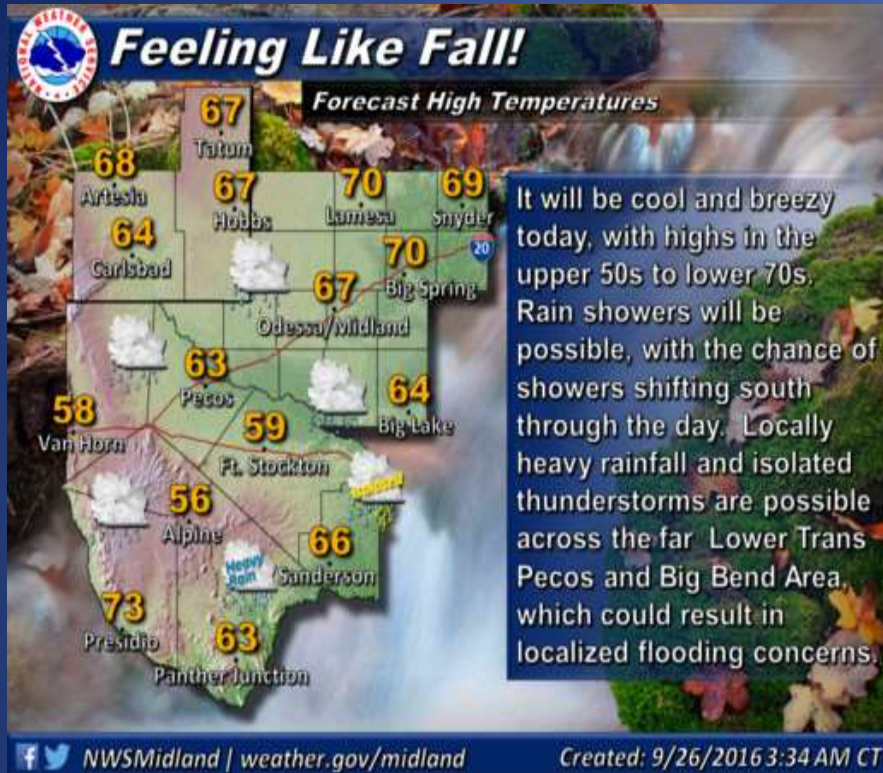 NATIONAL WEATHER SERVICE
Feeling Like Fall!
Forecast High Temperatures
67
Tatum
68
Artesia
67
Hobbs
70
Lamesa
69
Snyder
64
Carlsbad
70
Big Spring
20
67
Odessa/Midland
63
Pecos
64
Big Lake
58
Van Horn
59
Ft. Stockton
Isolated
56
Alpine
66
Sanderson
Heavy
Rain
73
Presidio
63
Panther Junction
It will be cool and breezy
today, with highs in the
upper 50s to lower 70s.
Rain showers will be
possible, with the chance of
showers shifting south
through the day. Locally
heavy rainfall and isolated
thunderstorms are possible
across the far Lower Trans
Pecos and Big Bend Area,
which could result in
localized flooding concerns.
NWSMidland | weather.gov/midland
Created: 9/26/2016 3:34 AM CT